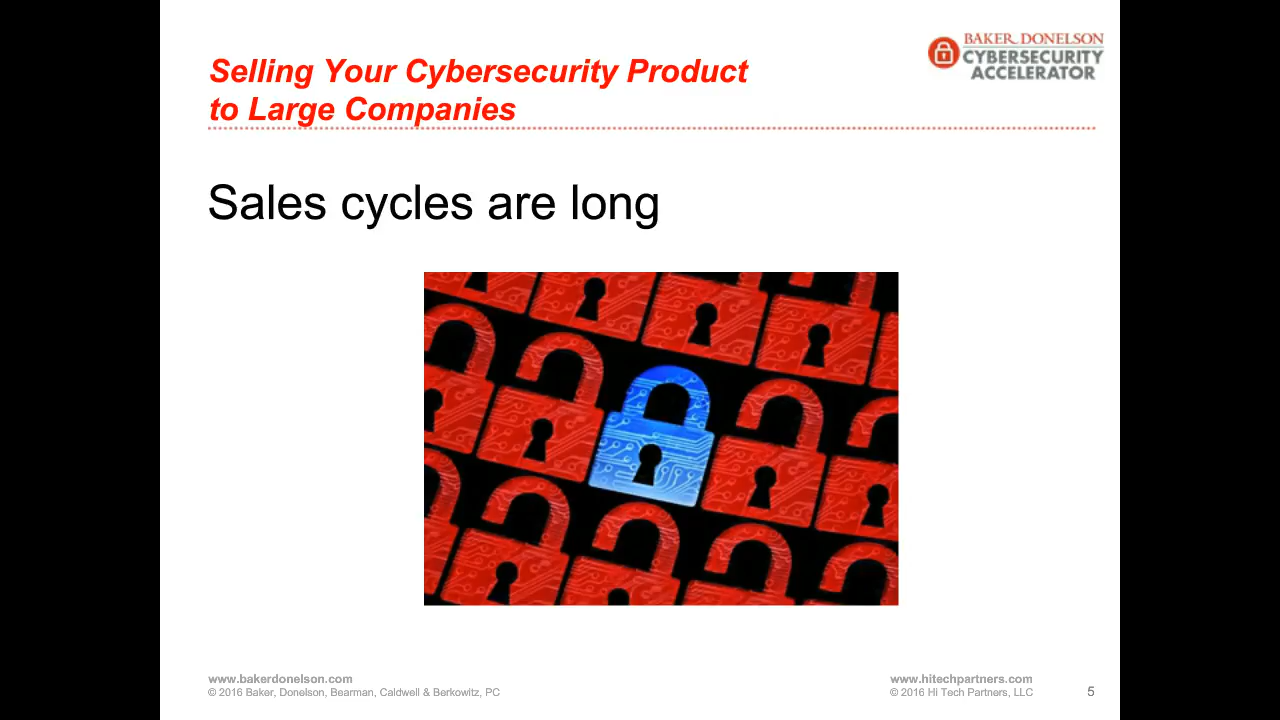 Selling Your Cybersecurity Product
to Large Companies
BAKER DONELSON
CYBERSECURITY
ACCELERATOR
Sales cycles are long
www.bakerdonelson.com
© 2016 Baker, Donelson, Bearman, Caldwell & Berkowitz, PC
www.hitechpartners.com
© 2016 Hi Tech Partners, LLC
5